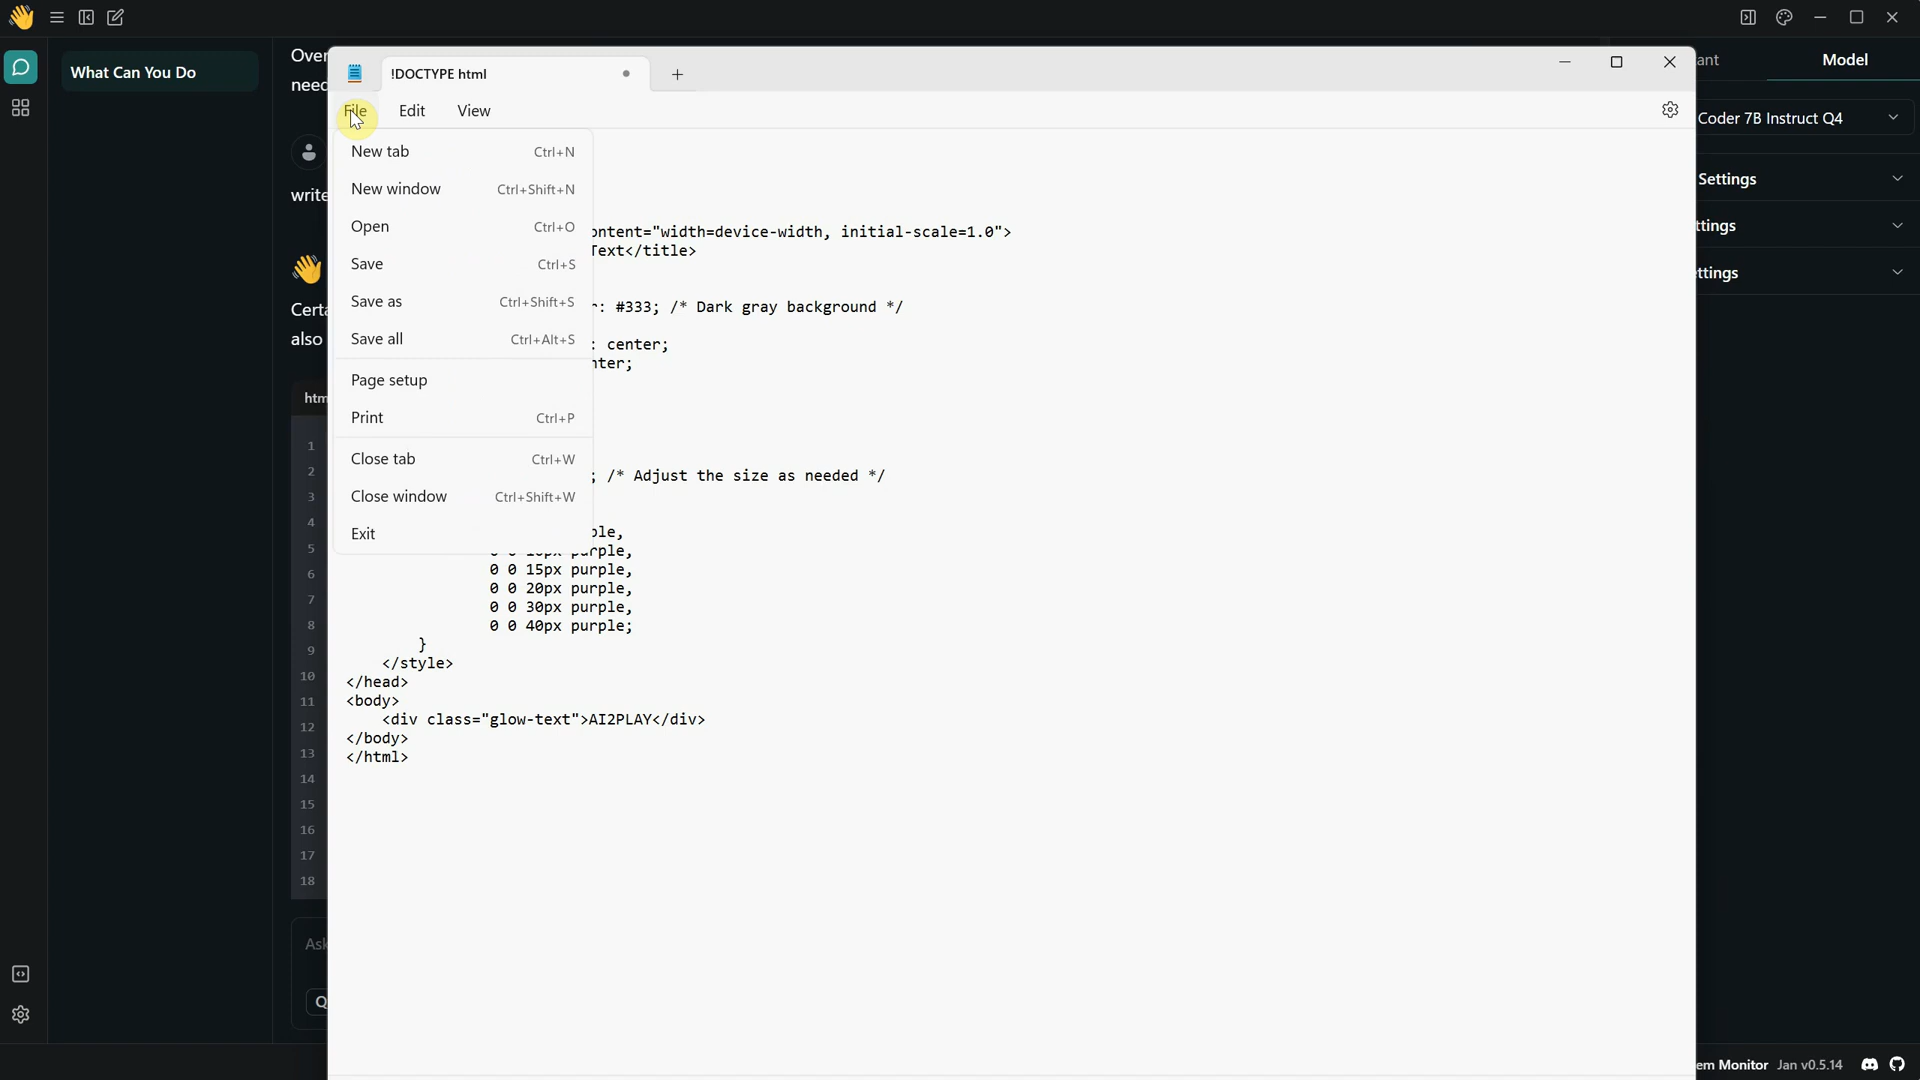 What Can You Do
Over
need
write
Certa
also
htm
1
2
3
4
5
6
7
8
9
10
11
12
13
14
15
16
17
18
Ask
Q
!DOCTYPE html
File Edit View
New tab Ctrl+N
New window Ctrl+Shift+N
Open Ctrl+O
Save Ctrl+S
Save as Ctrl+Shift+S
Save all Ctrl+Alt+S
Page setup
Print Ctrl+P
Close tab Ctrl+W
Close window Ctrl+Shift+W
Exit
ontent="width=device-width, initial-scale=1.0">
Text</title>
r: #333; /* Dark gray background */
: center;
nter;
; /* Adjust the size as needed */
ple,
purple,
0 0 15px purple,
0 0 20px purple,
0 0 30px purple,
0 0 40px purple;
}
</style>
</head>
<body>
<div class="glow-text">AI2PLAY</div>
</body>
</html>
ant Model
Coder 7B Instruct Q4
Settings
ttings
ettings
em Monitor Jan v0.5.14